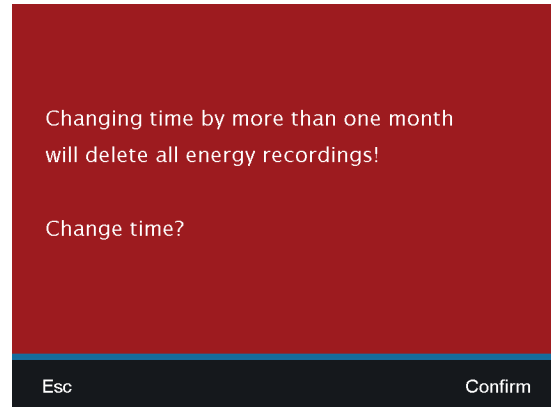 Changing time by more than one month
will delete all energy recordings!
Change time?
Esc
Confirm